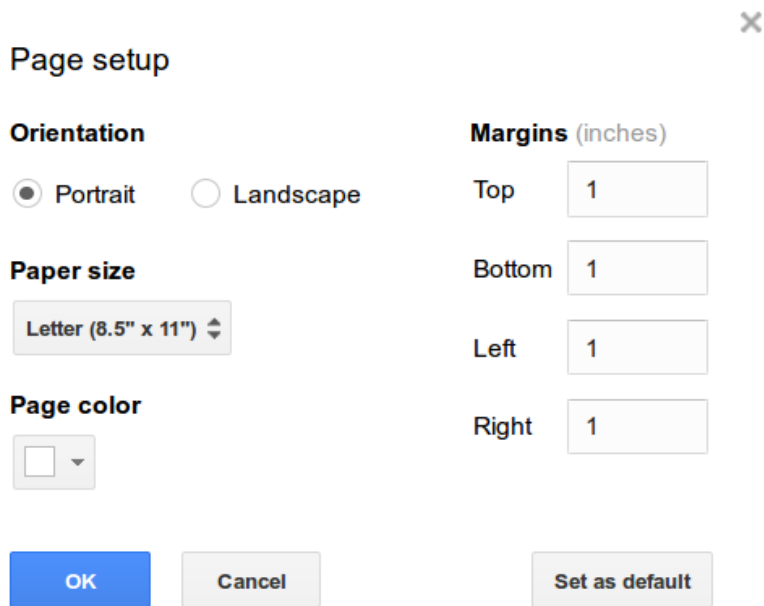 Page setup
Orientation
Portrait Landscape
Paper size
Letter (8.5" x 11")
Page color
Margins (inches)
Top 1
Bottom 1
Left 1
Right 1
OK Cancel Set as default